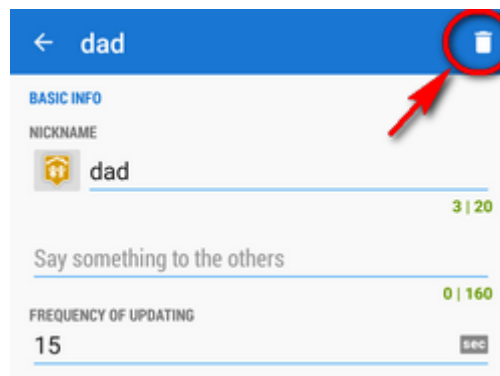 dad
BASIC INFO
NICKNAME
dad
3 | 20
Say something to the others
0 | 160
FREQUENCY OF UPDATING
15 sec